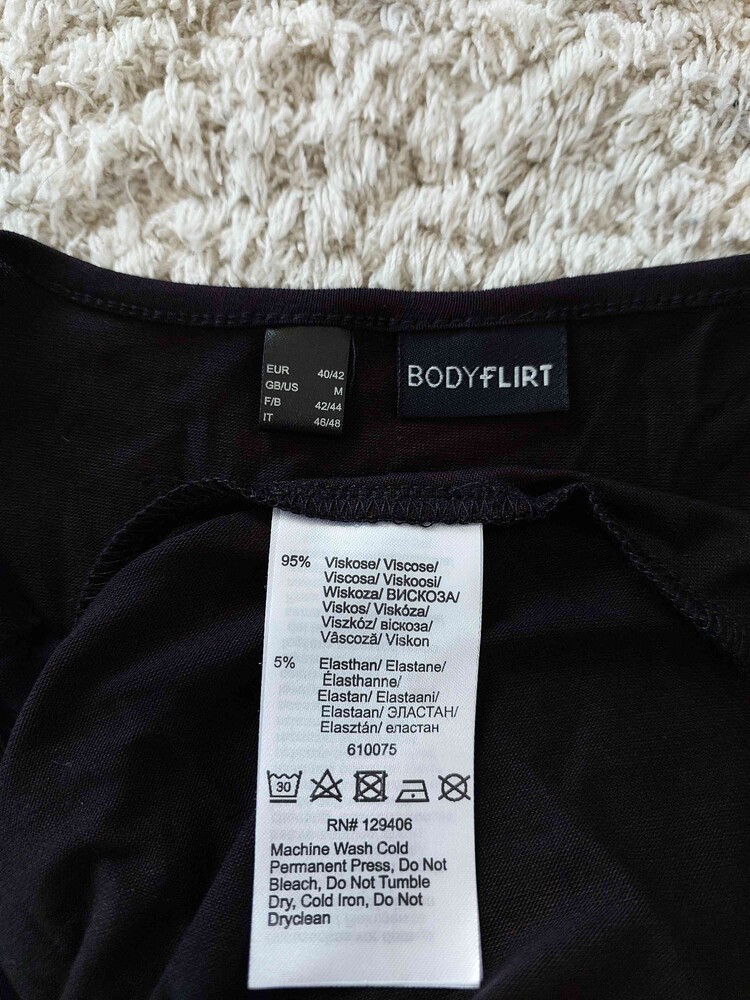 EUR 40/42
GB/US M
F/B 42/44
IT 46/48
BODYFLIRT
95% Viskose/ Viscose/
Viscosa/ Viskoosi/
Wiskoza/ ВИСКОЗА/
Viskos/ Viskóza/
Viszkóz/ віскоза/
Vâscoză/ Viskon
5% Elasthan/ Elastane/
Élasthanne/
Elastan/ Elastaani/
Elastaan/ ЭЛАСТАН/
Elasztán/ еластан
610075
30
RN# 129406
Machine Wash Cold
Permanent Press, Do Not
Bleach, Do Not Tumble
Dry, Cold Iron, Do Not
Dryclean